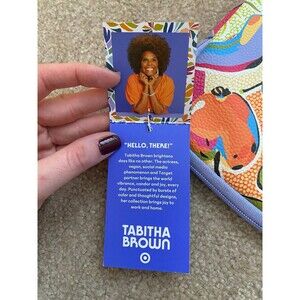 "HELLO, THERE!"
Tabitha Brown brightens
days like no other. The actress,
vegan, social media
phenomenon and Target
partner brings the world
vibrance, candor and joy, every
day. Punctuated by bursts of
color and thoughtful designs,
her collection brings joy to
work and home.
TABITHA
BROWN